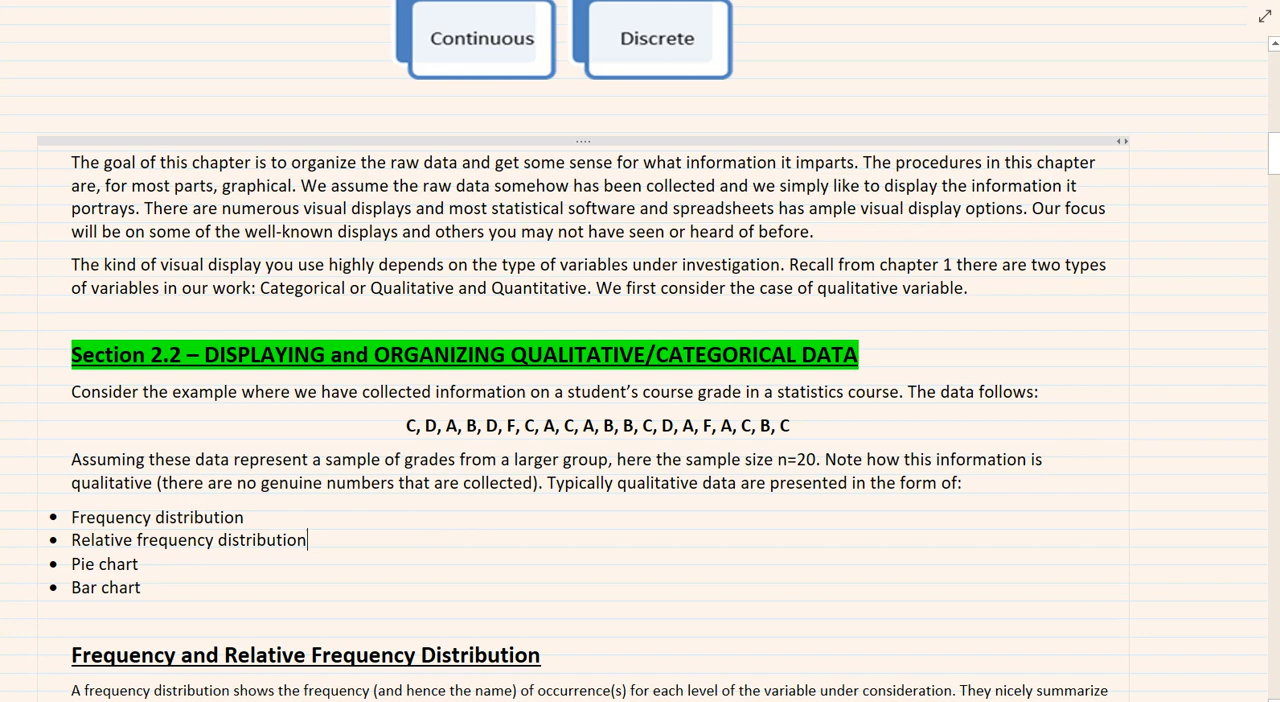 Continuous Discrete
The goal of this chapter is to organize the raw data and get some sense for what information it imparts. The procedures in this chapter
are, for most parts, graphical. We assume the raw data somehow has been collected and we simply like to display the information it
portrays. There are numerous visual displays and most statistical software and spreadsheets has ample visual display options. Our focus
will be on some of the well-known displays and others you may not have seen or heard of before.
The kind of visual display you use highly depends on the type of variables under investigation. Recall from chapter 1 there are two types
of variables in our work: Categorical or Qualitative and Quantitative. We first consider the case of qualitative variable.
Section 2.2 – DISPLAYING and ORGANIZING QUALITATIVE/CATEGORICAL DATA
Consider the example where we have collected information on a student’s course grade in a statistics course. The data follows:
C, D, A, B, D, F, C, A, C, A, B, B, C, D, A, F, A, C, B, C
Assuming these data represent a sample of grades from a larger group, here the sample size n=20. Note how this information is
qualitative (there are no genuine numbers that are collected). Typically qualitative data are presented in the form of:
• Frequency distribution
• Relative frequency distribution
• Pie chart
• Bar chart
Frequency and Relative Frequency Distribution
A frequency distribution shows the frequency (and hence the name) of occurrence(s) for each level of the variable under consideration. They nicely summarize